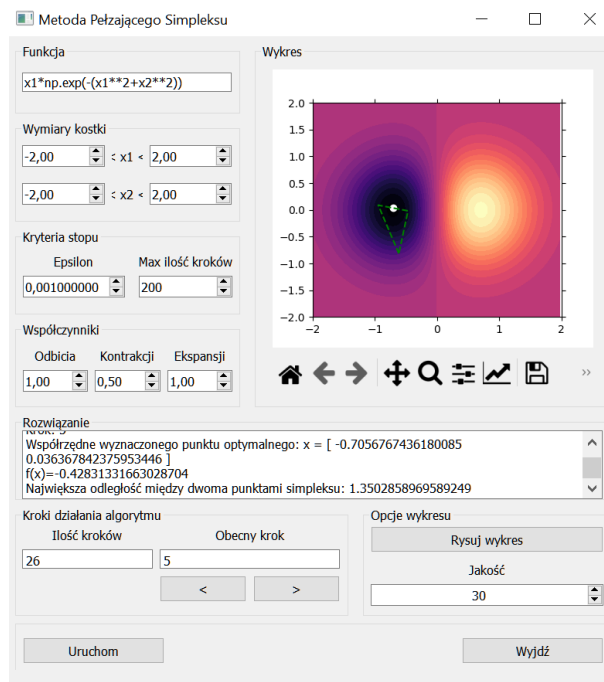 Metoda Pełzającego Simpleksu
Funkcja
x1*np.exp(-(x1**2+x2**2))
Wymiary kostki
-2,00 < x1 < 2,00
-2,00 < x2 < 2,00
Kryteria stopu
Epsilon Max ilość kroków
0,001000000 200
Współczynniki
Odbicia Kontrakcji Ekspansji
1,00 0,50 1,00
Wykres
2.0
1.5
1.0
0.5
0.0
−0.5
−1.0
−1.5
−2.0
−2 −1 0 1 2
»
Rozwiązanie
Krok: 5
Współrzędne wyznaczonego punktu optymalnego: x = [ -0.7056767436180085
0.036367842375953446 ]
f(x)=-0.42831331663028704
Największa odległość między dwoma punktami simpleksu: 1.3502858969589249
Kroki działania algorytmu
Ilość kroków Obecny krok
26 5
< >
Opcje wykresu
Rysuj wykres
Jakość
30
Uruchom Wyjdź